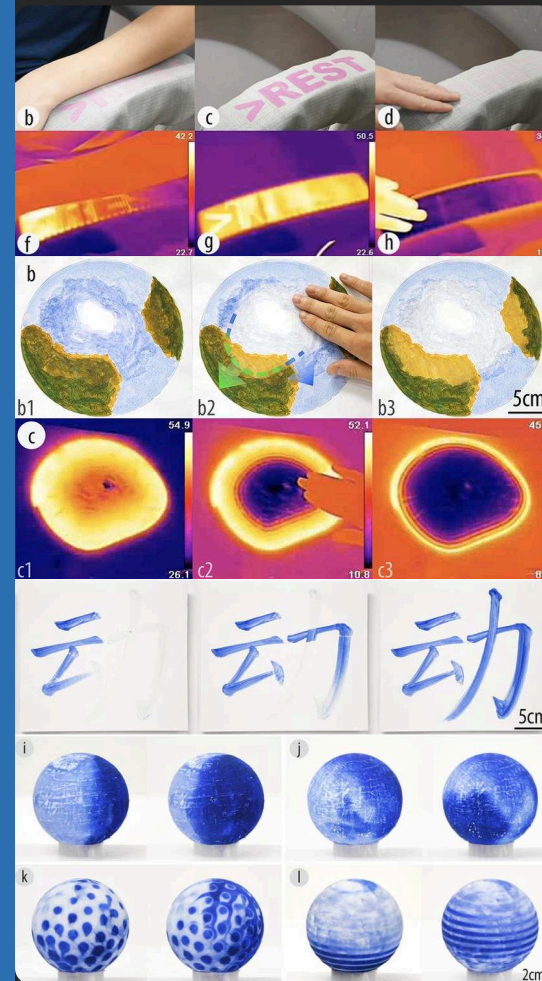 >REST
b c d
42.2 50.5
f 22.7 g 22.6 h
b
b1 b2 b3 5cm
c 54.9 52.1 45
c1 26.1 c2 10.8 c3
云 动
5cm
i j
k l
2cm